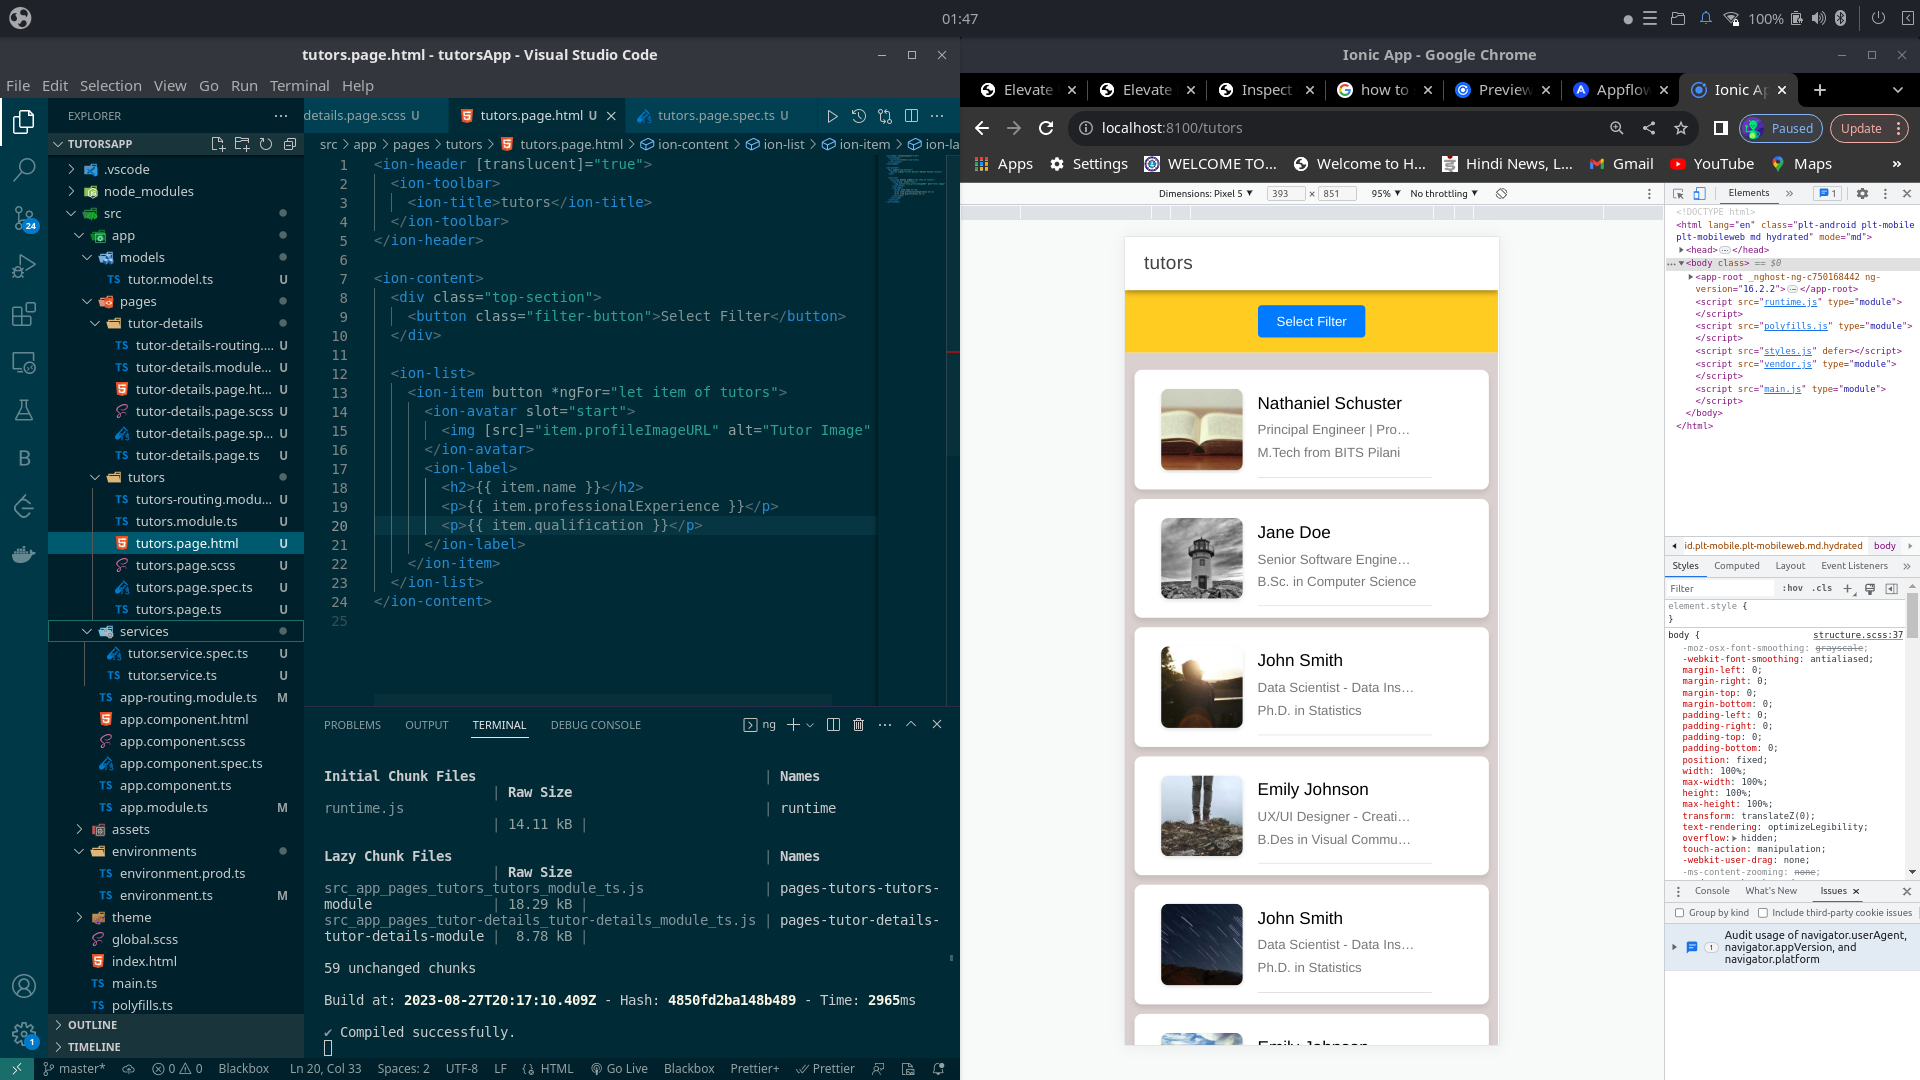 01:47
100%
tutors.page.html - tutorsApp - Visual Studio Code
File Edit Selection View Go Run Terminal Help
EXPLORER
TUTORSAPP
.vscode
node_modules
src
app
models
TS tutor.model.ts U
pages
tutor-details
TS tutor-details-routing.... U
TS tutor-details.module... U
tutor-details.page.ht... U
tutor-details.page.scss U
tutor-details.page.sp... U
TS tutor-details.page.ts U
tutors
TS tutors-routing.modu... U
TS tutors.module.ts U
tutors.page.html U
tutors.page.scss U
tutors.page.spec.ts U
TS tutors.page.ts U
services
tutor.service.spec.ts U
TS tutor.service.ts U
TS app-routing.module.ts M
app.component.html
app.component.scss
app.component.spec.ts
TS app.component.ts
TS app.module.ts M
assets
environments
TS environment.prod.ts
TS environment.ts M
theme
global.scss
index.html
TS main.ts
TS polyfills.ts
OUTLINE
TIMELINE
24
1
details.page.scss U tutors.page.html U tutors.page.spec.ts U
src > app > pages > tutors > tutors.page.html > ion-content > ion-list > ion-item > ion-la
1 <ion-header [translucent]="true">
2 <ion-toolbar>
3 <ion-title>tutors</ion-title>
4 </ion-toolbar>
5 </ion-header>
6
7 <ion-content>
8 <div class="top-section">
9 <button class="filter-button">Select Filter</button>
10 </div>
11
12 <ion-list>
13 <ion-item button *ngFor="let item of tutors">
14 <ion-avatar slot="start">
15 <img [src]="item.profileImageURL" alt="Tutor Image"
16 </ion-avatar>
17 <ion-label>
18 <h2>{{ item.name }}</h2>
19 <p>{{ item.professionalExperience }}</p>
20 <p>{{ item.qualification }}</p>
21 </ion-label>
22 </ion-item>
23 </ion-list>
24 </ion-content>
25
PROBLEMS OUTPUT TERMINAL DEBUG CONSOLE
ng
Initial Chunk Files | Names
| Raw Size
runtime.js | runtime
| 14.11 kB |
Lazy Chunk Files | Names
| Raw Size
src_app_pages_tutors_tutors_module_ts.js | pages-tutors-tutors-
module | 18.29 kB |
src_app_pages_tutor-details_tutor-details_module_ts.js | pages-tutor-details-
tutor-details-module | 8.78 kB |
59 unchanged chunks
Build at: 2023-08-27T20:17:10.409Z - Hash: 4850fd2ba148b489 - Time: 2965ms
✔ Compiled successfully.
master* 0 0 Blackbox Ln 20, Col 33 Spaces: 2 UTF-8 LF HTML Go Live Blackbox Prettier+ Prettier
Ionic App - Google Chrome
Elevate Elevate Inspect how to Preview Appflow Ionic Ap
localhost:8100/tutors
Paused
Update
Apps Settings WELCOME TO... Welcome to H... Hindi News, L... Gmail YouTube Maps »
Dimensions: Pixel 5 393 × 851 95% No throttling
tutors
Select Filter
Nathaniel Schuster
Principal Engineer | Pro...
M.Tech from BITS Pilani
Jane Doe
Senior Software Engine...
B.Sc. in Computer Science
John Smith
Data Scientist - Data Ins...
Ph.D. in Statistics
Emily Johnson
UX/UI Designer - Creati...
B.Des in Visual Commu...
John Smith
Data Scientist - Data Ins...
Ph.D. in Statistics
Emily Johnson
Elements » 1
<!DOCTYPE html>
<html lang="en" class="plt-android plt-mobile
plt-mobileweb md hydrated" mode="md">
<head>…</head>
<body class> == $0
<app-root _nghost-ng-c750168442 ng-
version="16.2.2">…</app-root>
<script src="runtime.js" type="module">
</script>
<script src="polyfills.js" type="module">
</script>
<script src="styles.js" defer></script>
<script src="vendor.js" type="module">
</script>
<script src="main.js" type="module">
</script>
</body>
</html>
id.plt-mobile.plt-mobileweb.md.hydrated body
Styles Computed Layout Event Listeners »
Filter :hov .cls
element.style {
}
body { structure.scss:37
-moz-osx-font-smoothing: grayscale;
-webkit-font-smoothing: antialiased;
margin-left: 0;
margin-right: 0;
margin-top: 0;
margin-bottom: 0;
padding-left: 0;
padding-right: 0;
padding-top: 0;
padding-bottom: 0;
position: fixed;
width: 100%;
max-width: 100%;
height: 100%;
max-height: 100%;
transform: translateZ(0);
text-rendering: optimizeLegibility;
overflow: hidden;
touch-action: manipulation;
-webkit-user-drag: none;
-ms-content-zooming: none;
Console What's New Issues
Group by kind Include third-party cookie issues
1 Audit usage of navigator.userAgent,
navigator.appVersion, and
navigator.platform